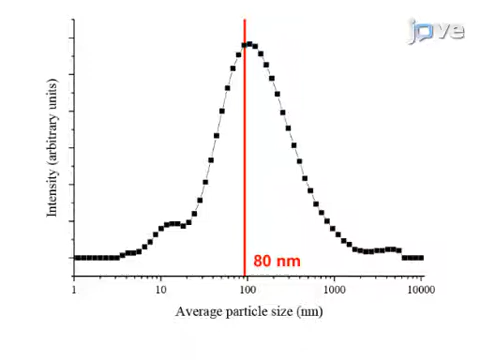 jove
Intensity (arbitrary units)
80 nm
1 10 100 1000 10000
Average particle size (nm)